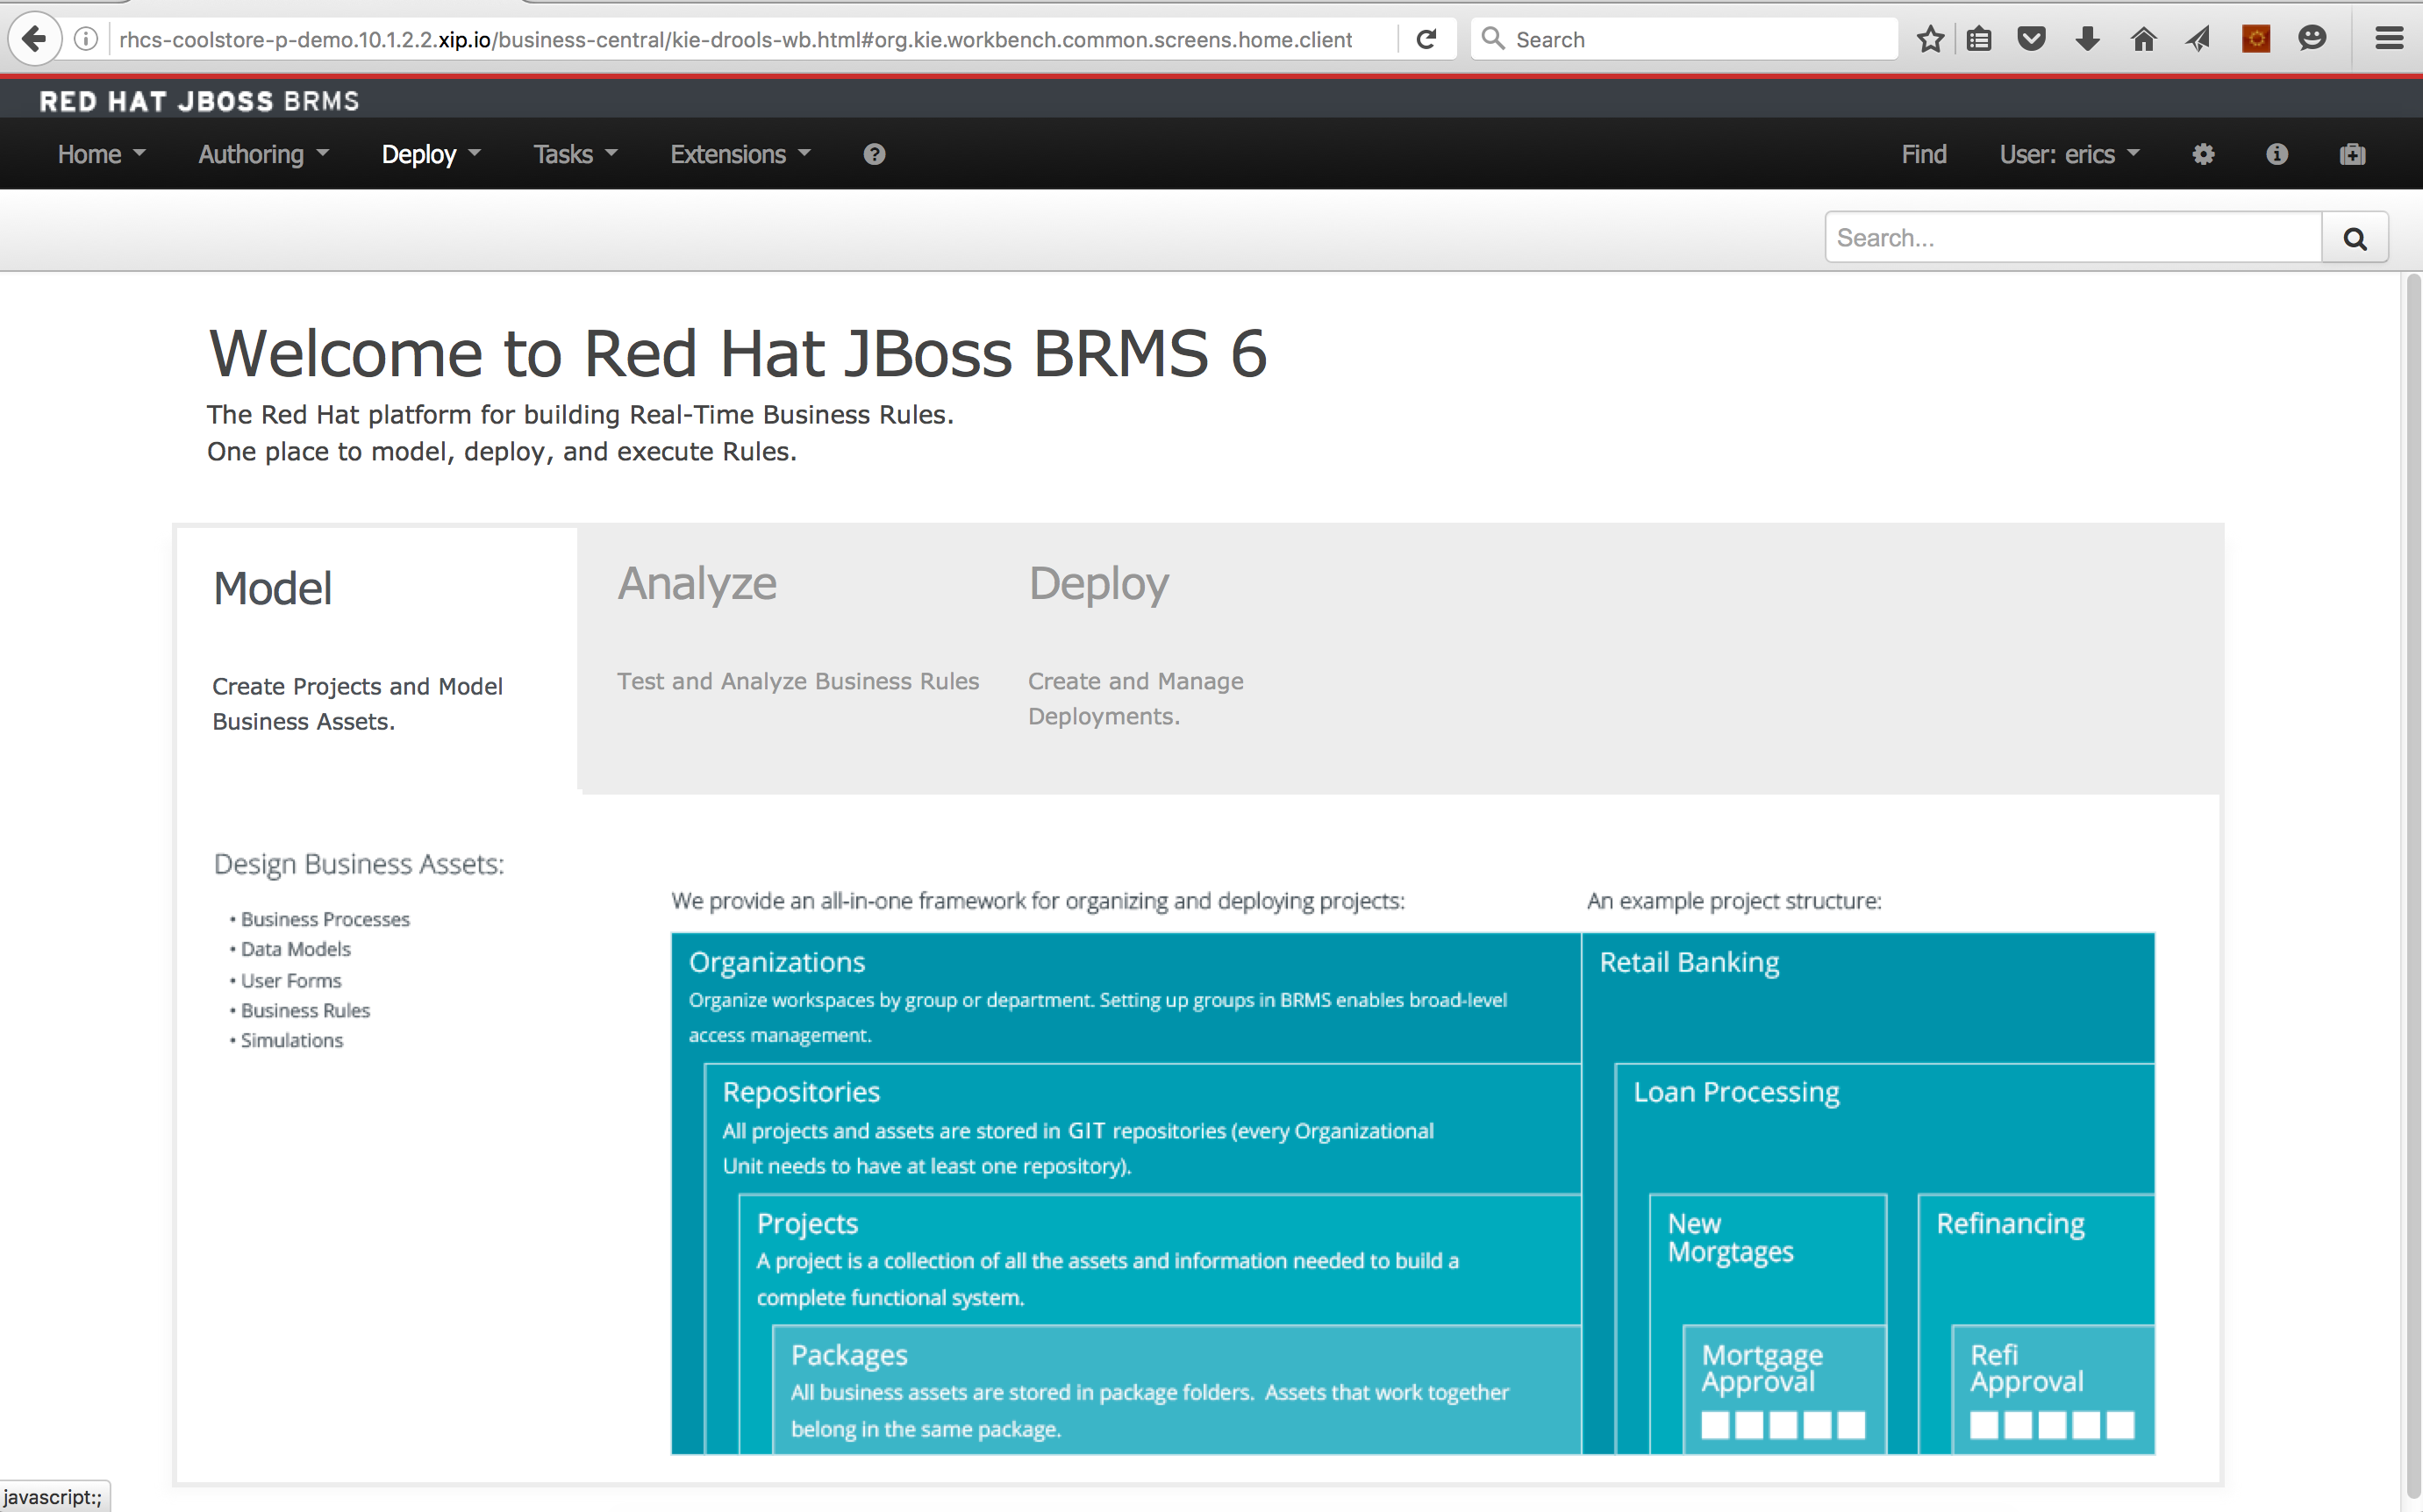 rhcs-coolstore-p-demo.10.1.2.2.xip.io/business-central/kie-drools-wb.html#org.kie.workbench.common.screens.home.client
Search
RED HAT JBOSS BRMS
Home Authoring Deploy Tasks Extensions ? Find User: erics
Search...
Welcome to Red Hat JBoss BRMS 6
The Red Hat platform for building Real-Time Business Rules.
One place to model, deploy, and execute Rules.
Model
Create Projects and Model
Business Assets.
Analyze
Test and Analyze Business Rules
Deploy
Create and Manage
Deployments.
Design Business Assets:
• Business Processes
• Data Models
• User Forms
• Business Rules
• Simulations
We provide an all-in-one framework for organizing and deploying projects:
Organizations
Organize workspaces by group or department. Setting up groups in BRMS enables broad-level
access management.
Repositories
All projects and assets are stored in GIT repositories (every Organizational
Unit needs to have at least one repository).
Projects
A project is a collection of all the assets and information needed to build a
complete functional system.
Packages
All business assets are stored in package folders. Assets that work together
belong in the same package.
An example project structure:
Retail Banking
Loan Processing
New
Morgtages
Mortgage
Approval
Refinancing
Refi
Approval
javascript:;